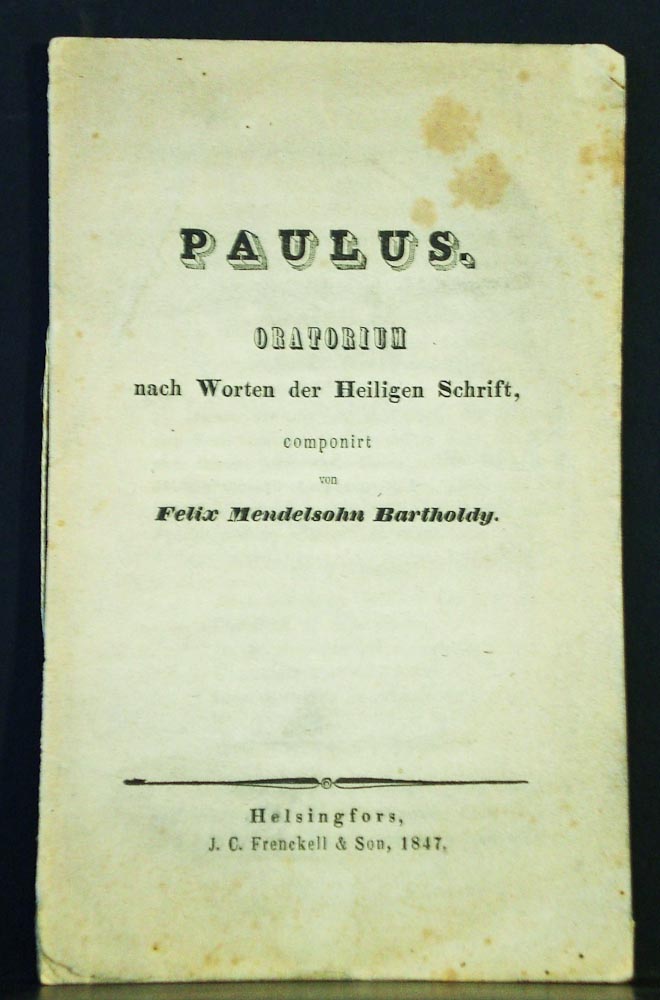 PAULUS.
ORATORIUM
nach Worten der Heiligen Schrift,
componirt
von
Felix Mendelsohn Bartholdy.
Helsingfors,
J. C. Frenckell & Son, 1847.